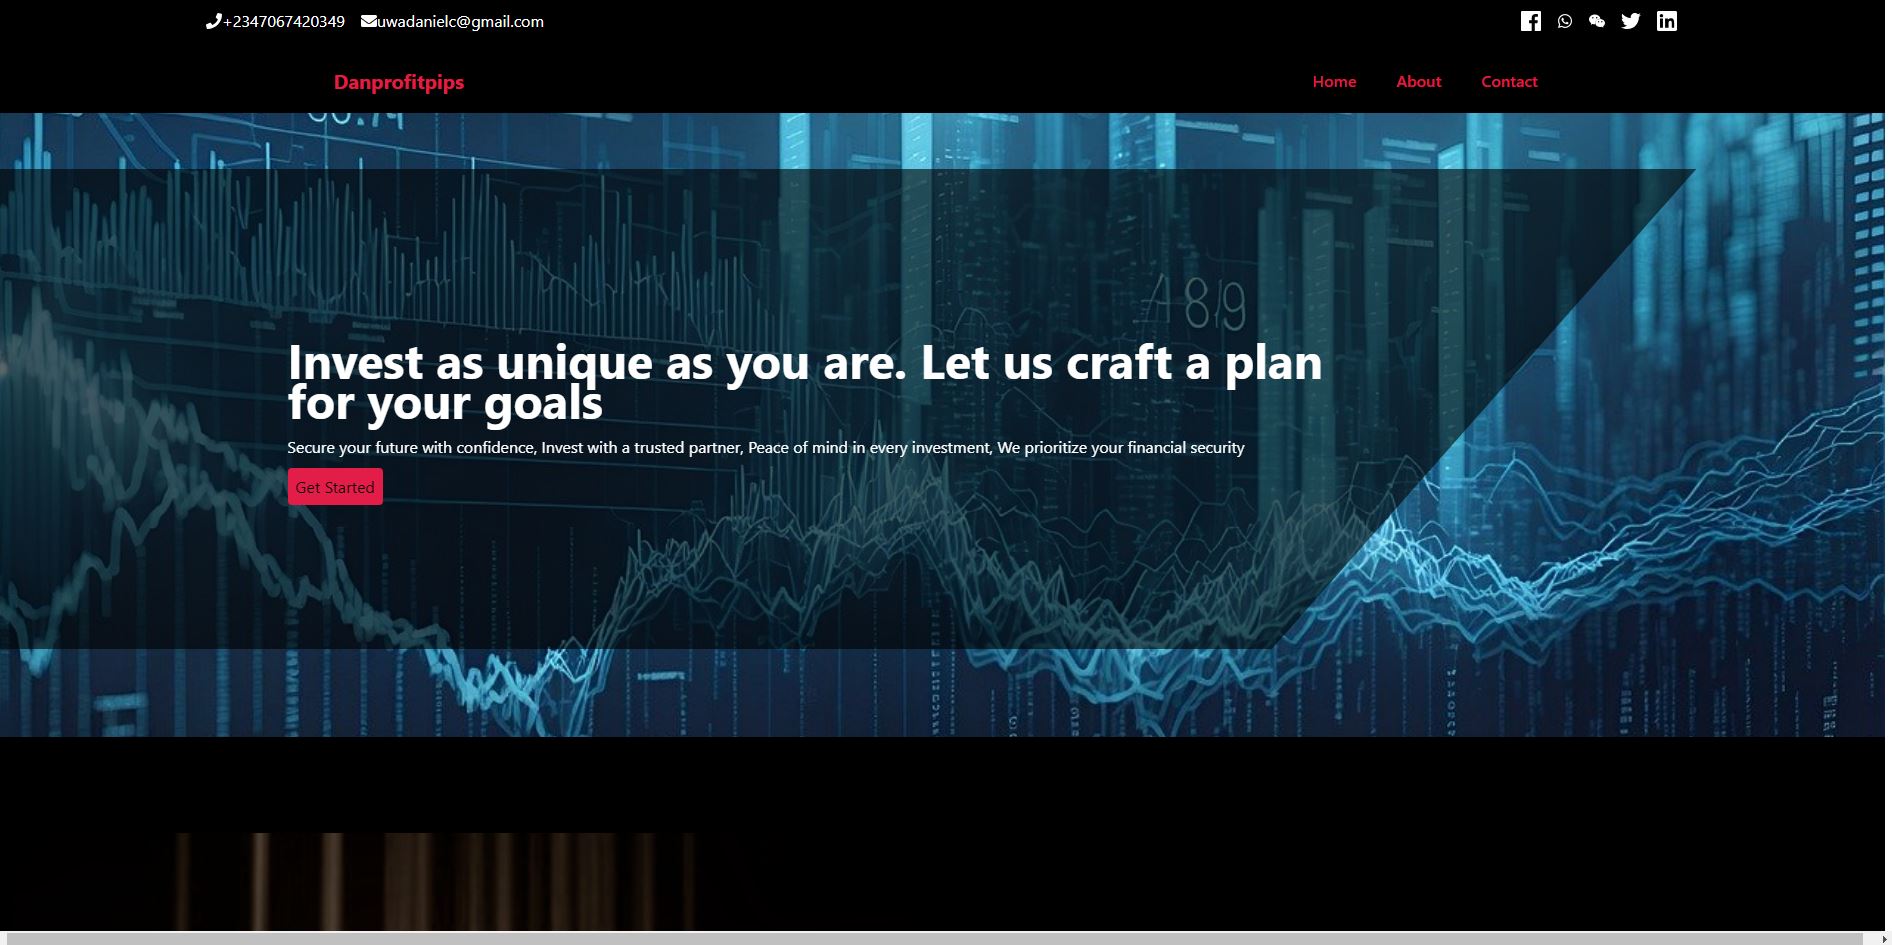 +2347067420349 uwadanielc@gmail.com
Danprofitpips Home About Contact
489
Invest as unique as you are. Let us craft a plan
for your goals
Secure your future with confidence, Invest with a trusted partner, Peace of mind in every investment, We prioritize your financial security
Get Started